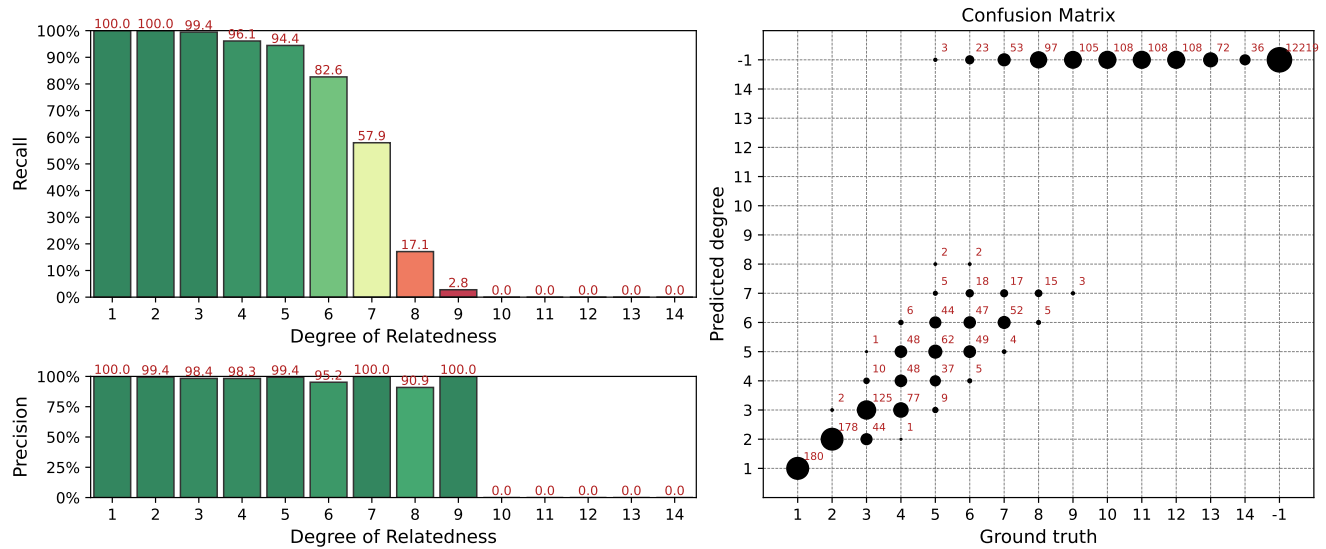 100.0 100.0 99.4 96.1 94.4 82.6 57.9 17.1 2.8 0.0 0.0 0.0 0.0 0.0
100%
90%
80%
70%
60%
50%
40%
30%
20%
10%
0%
Recall
1 2 3 4 5 6 7 8 9 10 11 12 13 14
Degree of Relatedness
100.0 99.4 98.4 98.3 99.4 95.2 100.0 90.9 100.0 0.0 0.0 0.0 0.0 0.0
100%
75%
50%
25%
0%
Precision
1 2 3 4 5 6 7 8 9 10 11 12 13 14
Degree of Relatedness
Confusion Matrix
3 23 53 97 105 108 108 108 72 36 12219
-1
14
13
12
11
10
9
2 2
8
5 18 17 15 3
7
6 44 47 52 5
6
1 48 62 49 4
5
10 48 37 5
4
2 125 77 9
3
178 44 1
2
180
1
Predicted degree
1 2 3 4 5 6 7 8 9 10 11 12 13 14 -1
Ground truth